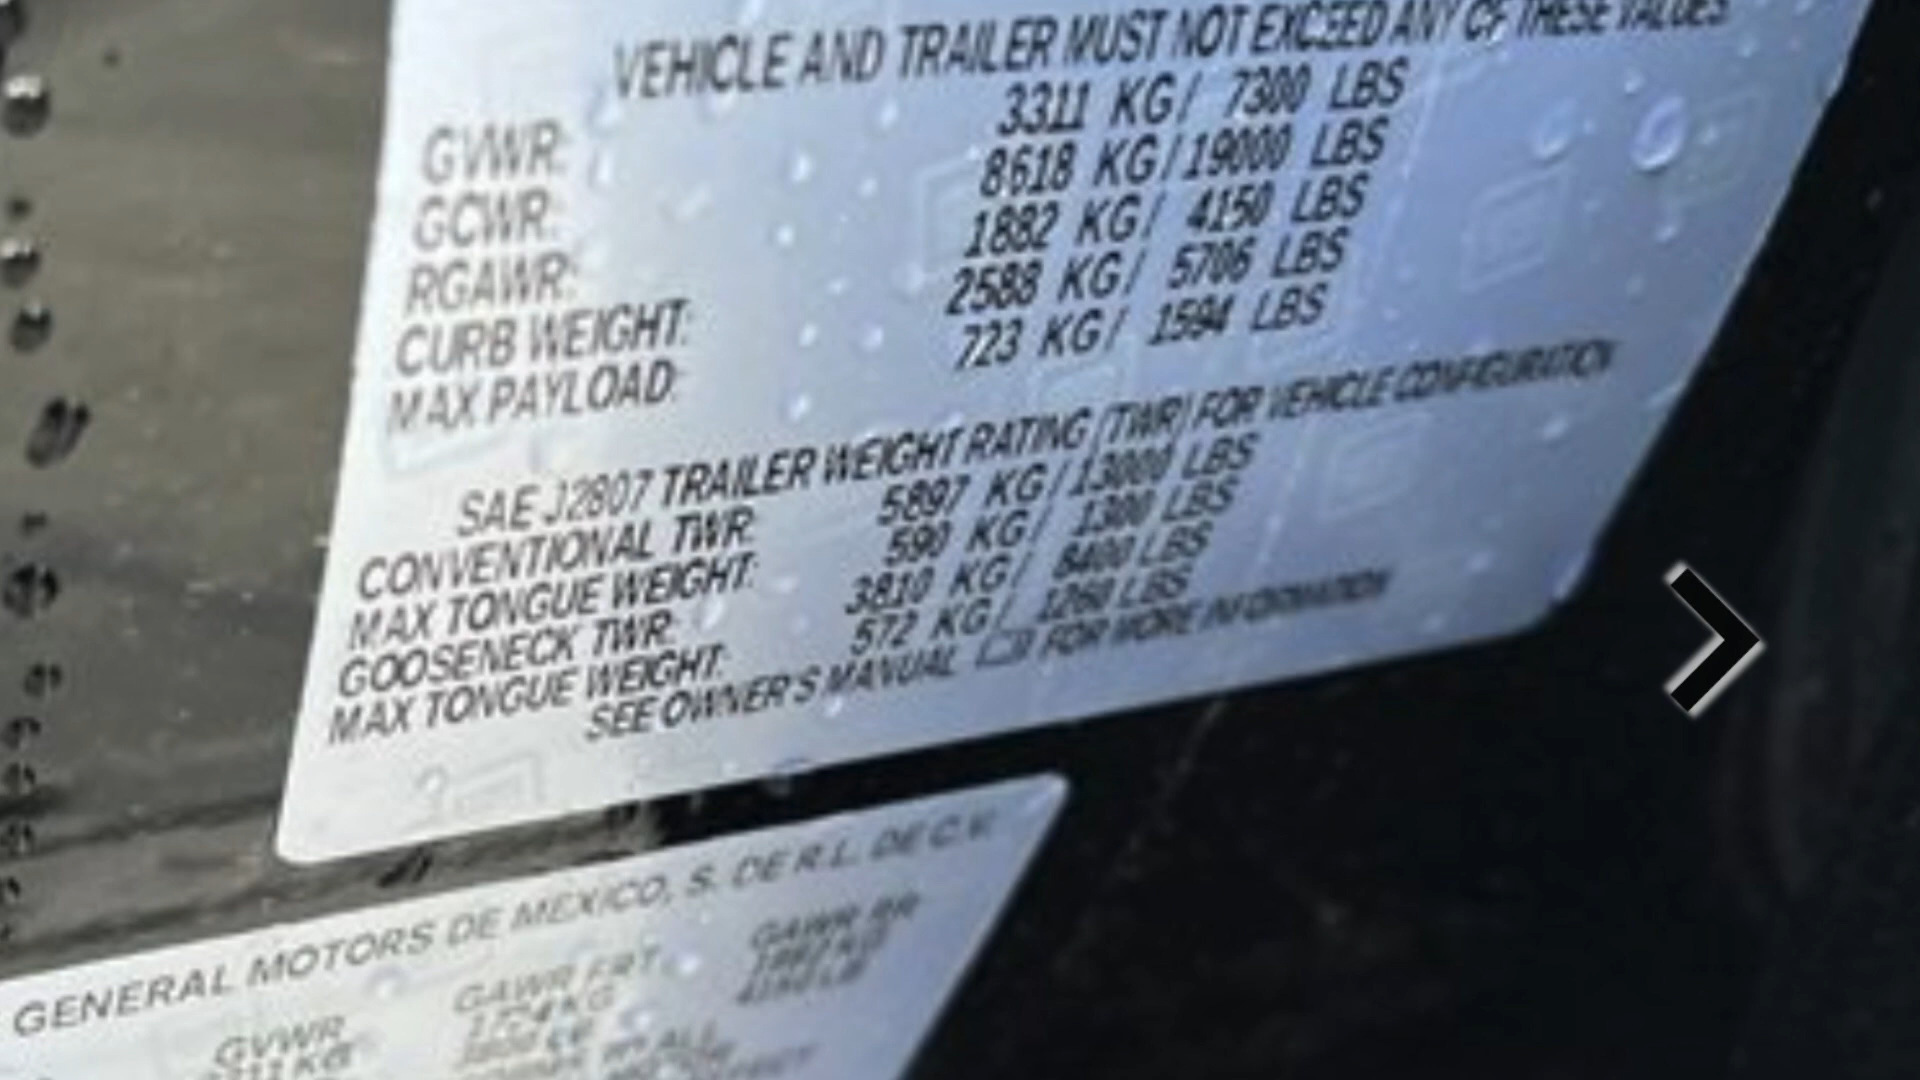 VEHICLE AND TRAILER MUST NOT EXCEED ANY OF THESE VALUES
GVWR: 3311 KG/ 7300 LBS
GCWR: 8618 KG/19000 LBS
RGAWR: 1882 KG/ 4150 LBS
CURB WEIGHT: 2588 KG/ 5706 LBS
MAX PAYLOAD: 723 KG/ 1594 LBS
SAE J2807 TRAILER WEIGHT RATING (TWR) FOR VEHICLE CONFIGURATION
CONVENTIONAL TWR: 5897 KG/13000 LBS
MAX TONGUE WEIGHT: 590 KG/ 1300 LBS
GOOSENECK TWR: 3810 KG/ 8400 LBS
MAX TONGUE WEIGHT: 572 KG/ 1260 LBS
SEE OWNER'S MANUAL FOR MORE INFORMATION
GENERAL MOTORS DE MEXICO, S. DE R.L. DE C.V.
GVWR GAWR FRT GAWR RR